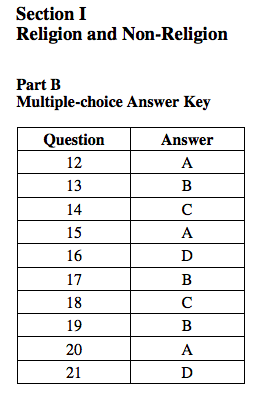 Section I
Religion and Non-Religion
Part B
Multiple-choice Answer Key
Question Answer
12 A
13 B
14 C
15 A
16 D
17 B
18 C
19 B
20 A
21 D